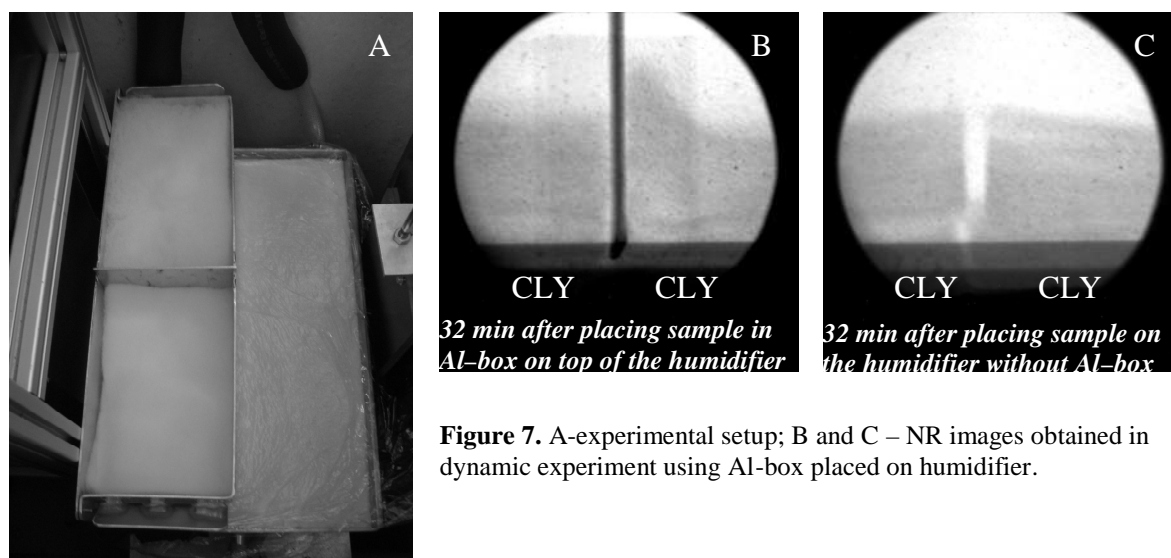 A
B
C
CLY CLY
32 min after placing sample in
Al–box on top of the humidifier
CLY CLY
32 min after placing sample on
the humidifier without Al–box
Figure 7. A-experimental setup; B and C – NR images obtained in
dynamic experiment using Al-box placed on humidifier.